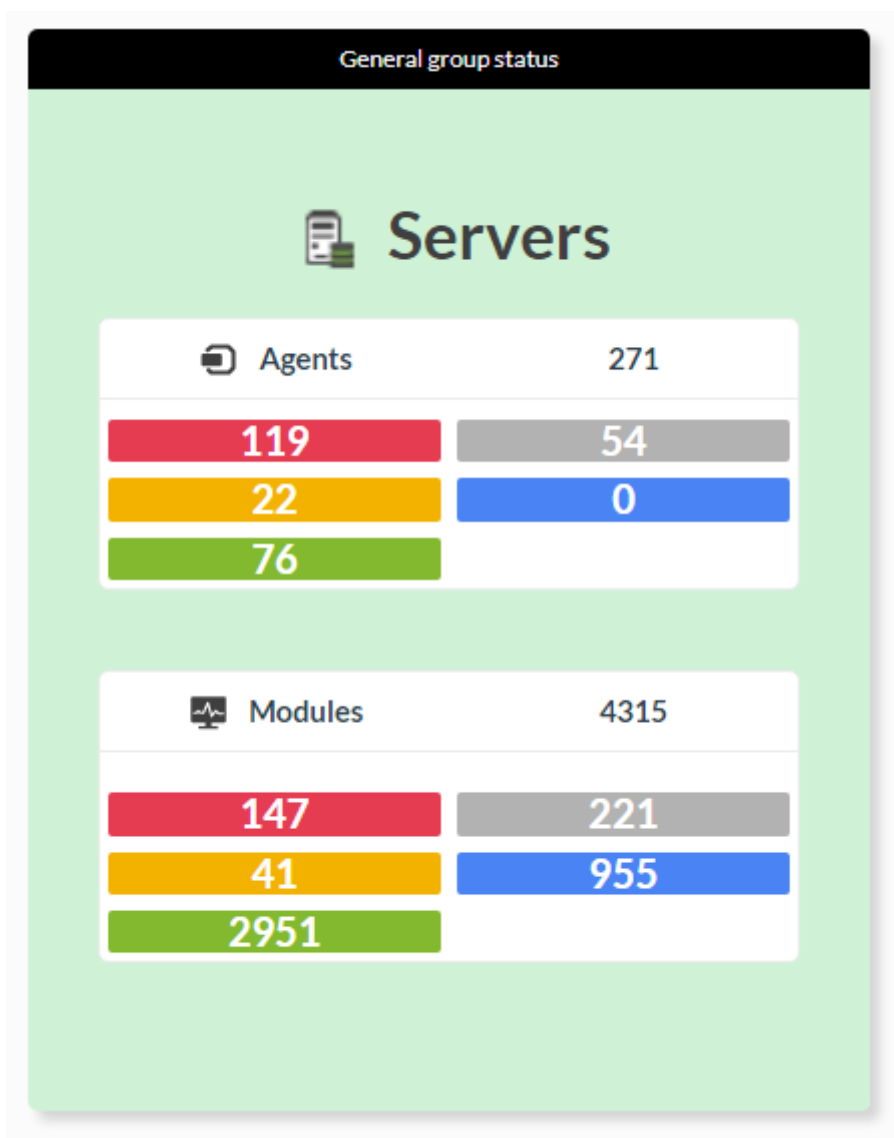 General group status
Servers
Agents 271
119 54
22 0
76
Modules 4315
147 221
41 955
2951